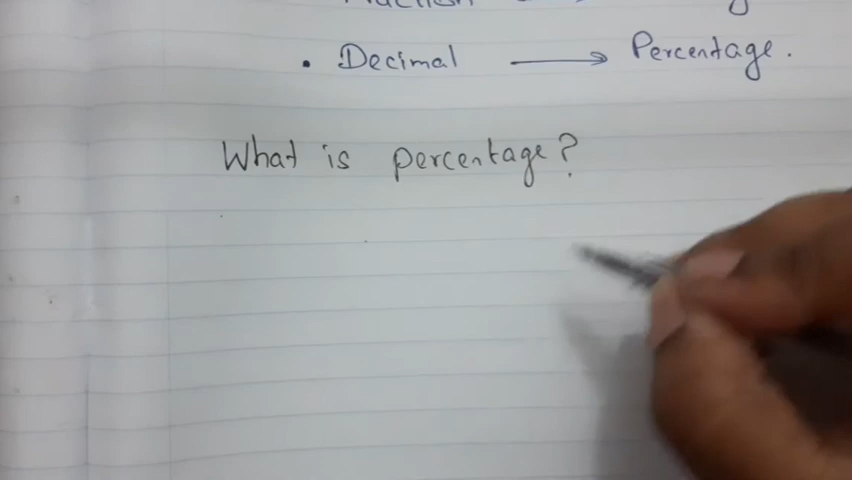 • Decimal → Percentage.
What is percentage?